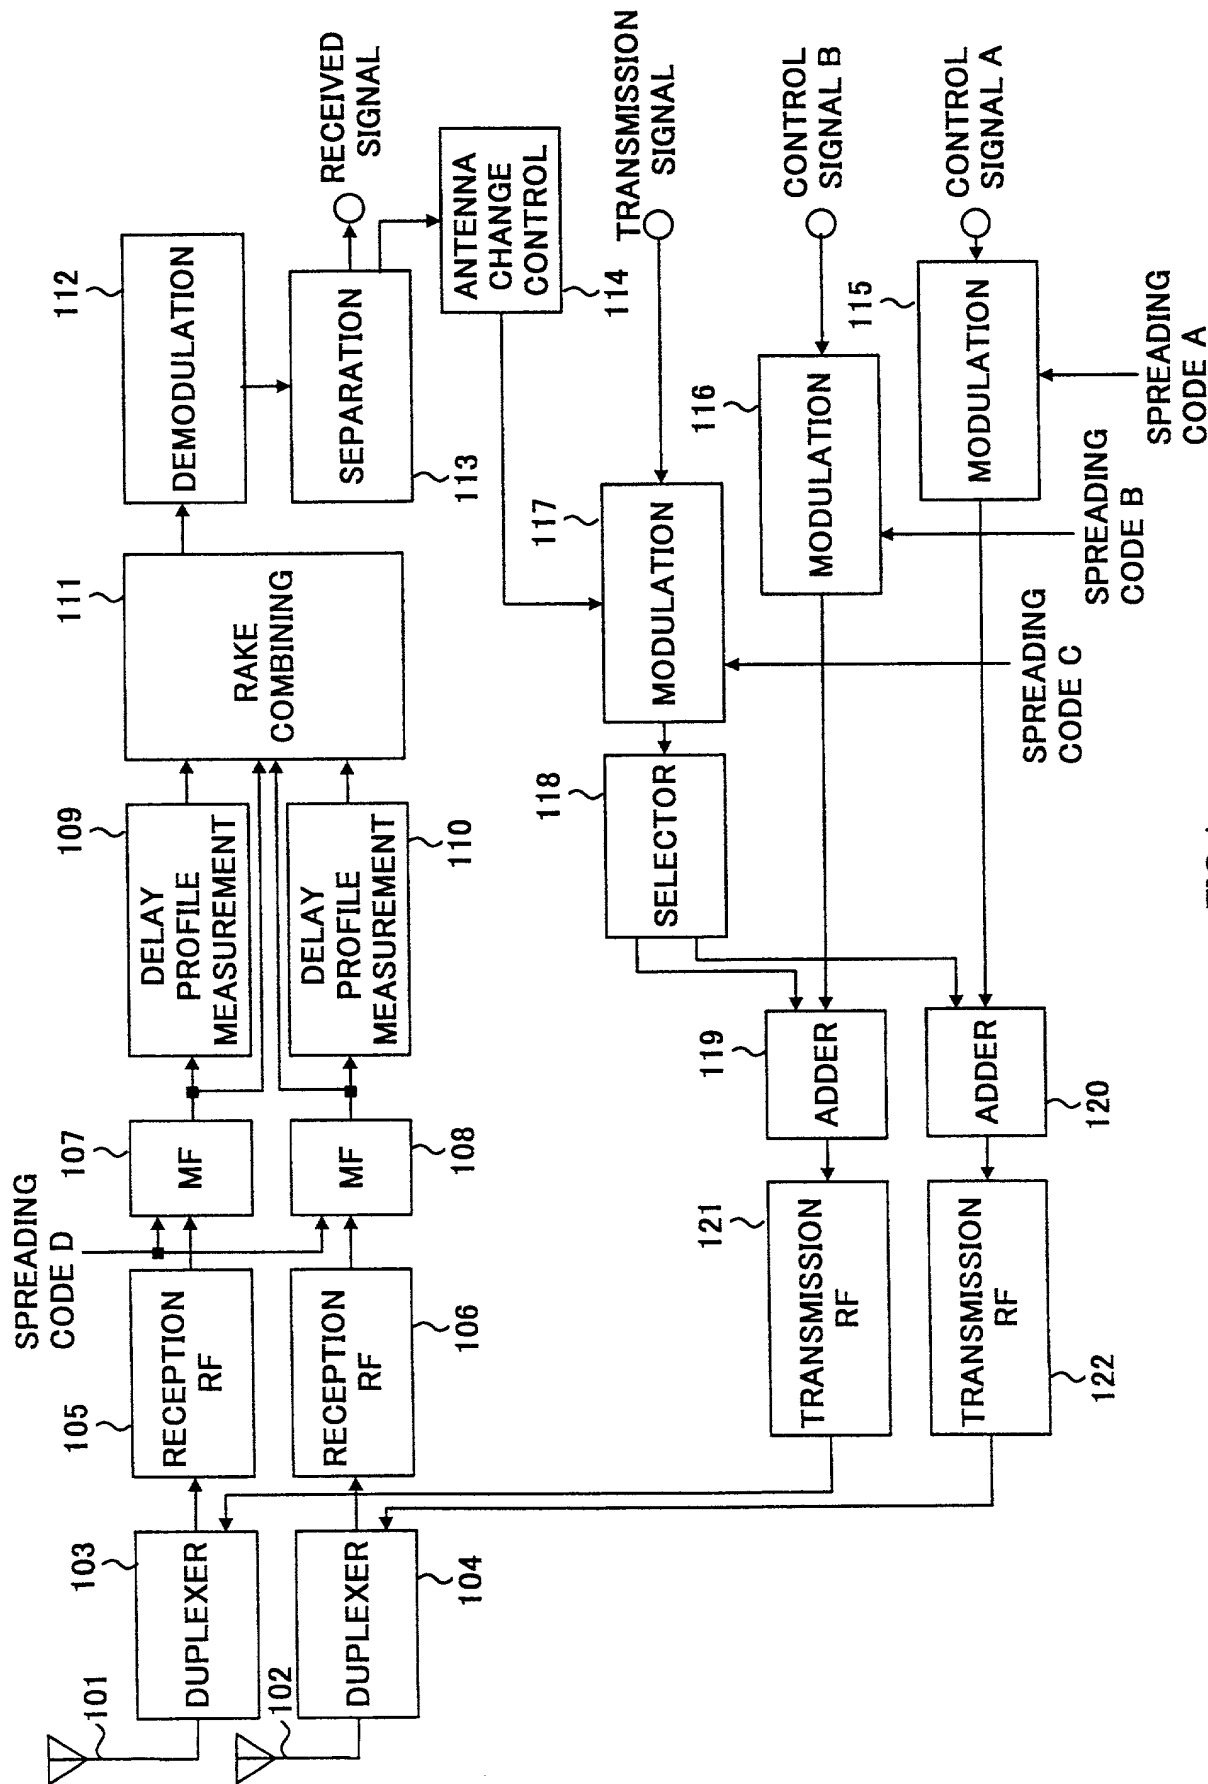 SPREADING
CODE D
101
102
103
DUPLEXER
DUPLEXER
104
105
RECEPTION
RF
RECEPTION
RF
106
107
MF
MF
108
109
DELAY
PROFILE
MEASUREMENT
DELAY
PROFILE
MEASUREMENT
110
111
RAKE
COMBINING
112
DEMODULATION
SEPARATION
113
RECEIVED
SIGNAL
ANTENNA
CHANGE
CONTROL
114
TRANSMISSION
SIGNAL
117
MODULATION
118
SELECTOR
SPREADING
CODE C
CONTROL
SIGNAL B
116
MODULATION
SPREADING
CODE B
CONTROL
SIGNAL A
115
MODULATION
SPREADING
CODE A
119
ADDER
ADDER
120
121
TRANSMISSION
RF
TRANSMISSION
RF
122